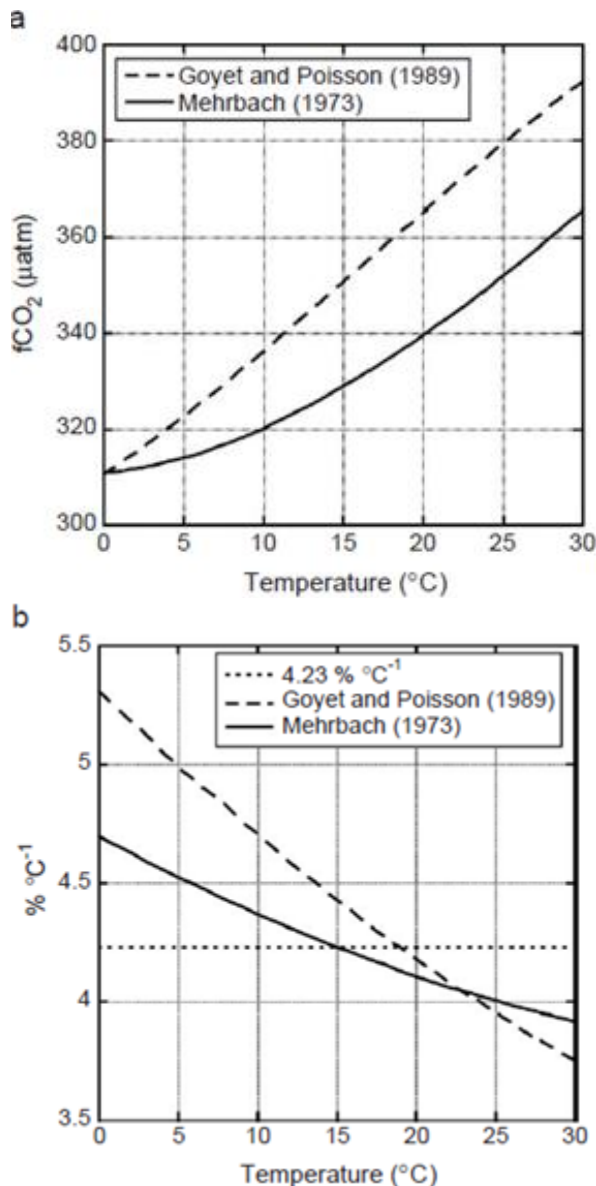 a
400
380
360
340
320
300
fCO₂ (µatm)
Goyet and Poisson (1989)
Mehrbach (1973)
0 5 10 15 20 25 30
Temperature (°C)
b
5.5
5
4.5
4
3.5
% °C⁻¹
4.23 % °C⁻¹
Goyet and Poisson (1989)
Mehrbach (1973)
0 5 10 15 20 25 30
Temperature (°C)